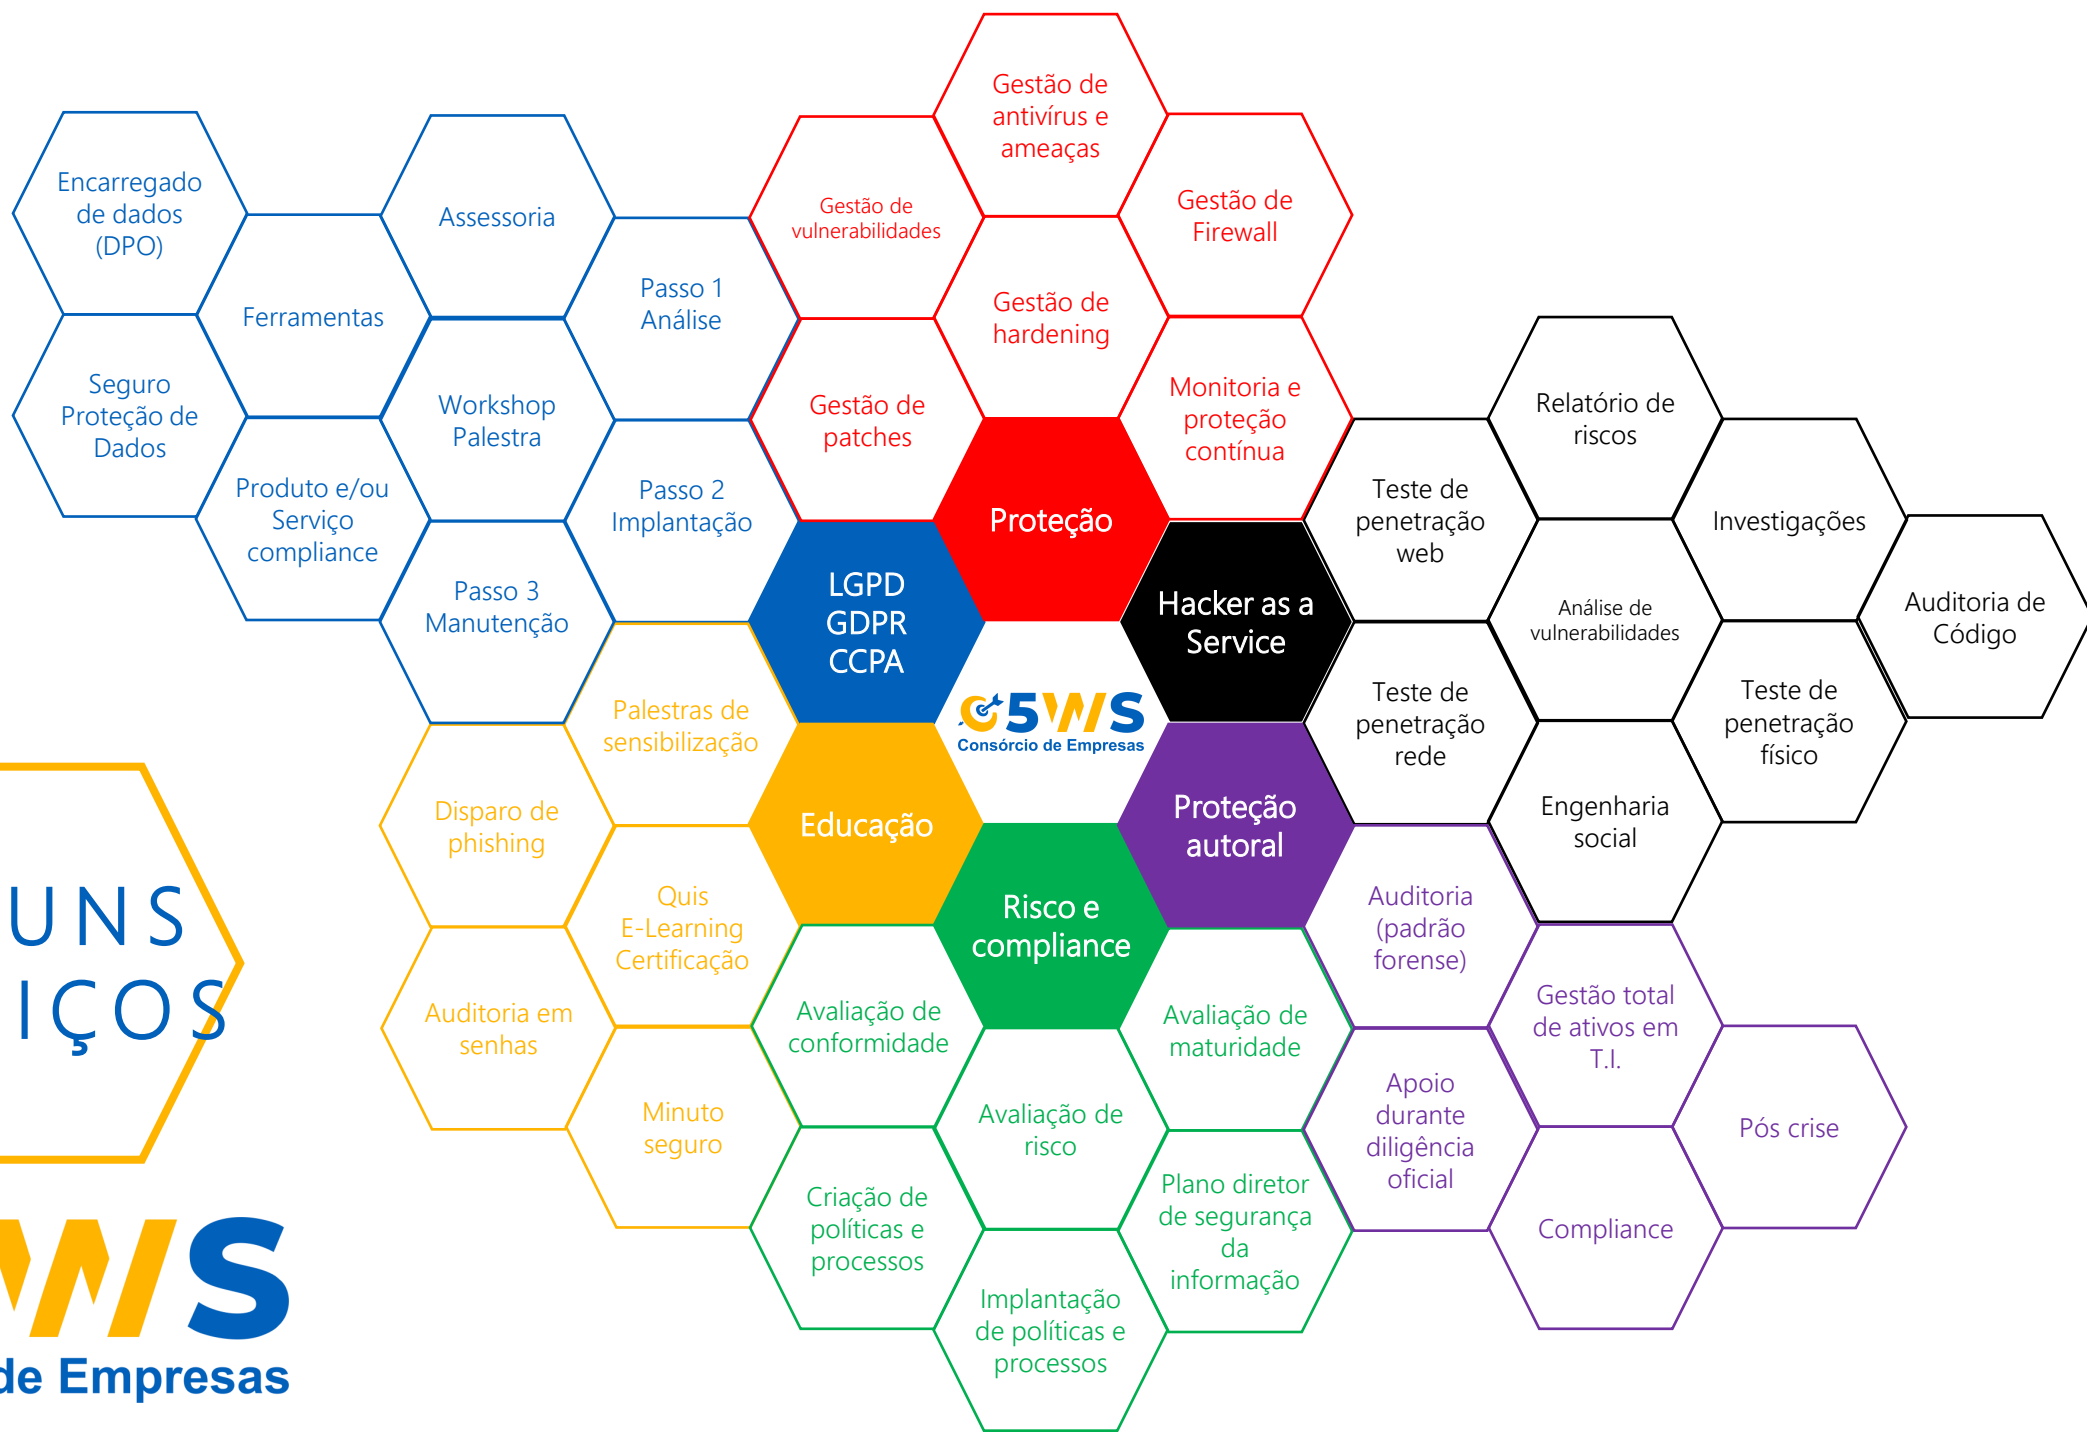 Gestão de
antivírus e
ameaças
Encarregado
de dados
(DPO)
Assessoria
Gestão de
vulnerabilidades
Gestão de
Firewall
Ferramentas
Passo 1
Análise
Gestão de
hardening
Seguro
Proteção de
Dados
Workshop
Palestra
Gestão de
patches
Monitoria e
proteção
contínua
Relatório de
riscos
Produto e/ou
Serviço
compliance
Passo 2
Implantação
Proteção
Teste de
penetração
web
Investigações
Passo 3
Manutenção
LGPD
GDPR
CCPA
Hacker as a
Service
Análise de
vulnerabilidades
Auditoria de
Código
Palestras de
sensibilização
5WS
Consórcio de Empresas
Teste de
penetração
rede
Teste de
penetração
físico
Disparo de
phishing
Educação
Proteção
autoral
Engenharia
social
UNS
IÇOS
Quis
E-Learning
Certificação
Risco e
compliance
Auditoria
(padrão
forense)
Auditoria em
senhas
Avaliação de
conformidade
Avaliação de
maturidade
Gestão total
de ativos em
T.I.
Minuto
seguro
Avaliação de
risco
Apoio
durante
diligência
oficial
Pós crise
Criação de
políticas e
processos
Plano diretor
de segurança
da
informação
Compliance
Implantação
de políticas e
processos
WS
de Empresas